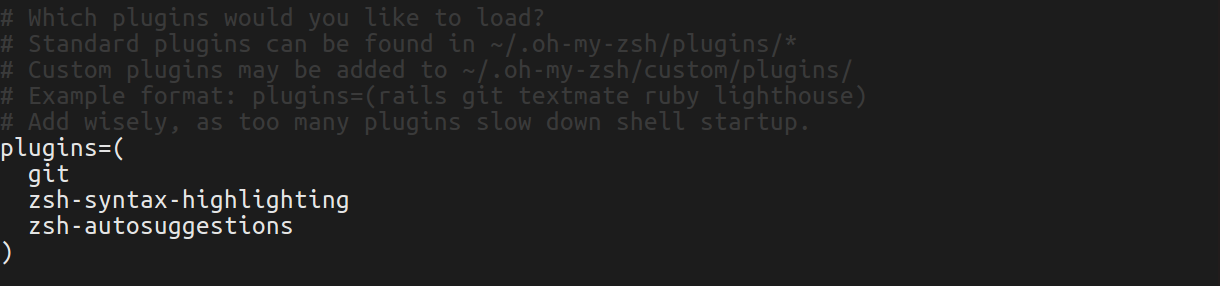 # Which plugins would you like to load?
# Standard plugins can be found in ~/.oh-my-zsh/plugins/*
# Custom plugins may be added to ~/.oh-my-zsh/custom/plugins/
# Example format: plugins=(rails git textmate ruby lighthouse)
# Add wisely, as too many plugins slow down shell startup.
plugins=(
  git
  zsh-syntax-highlighting
  zsh-autosuggestions
)